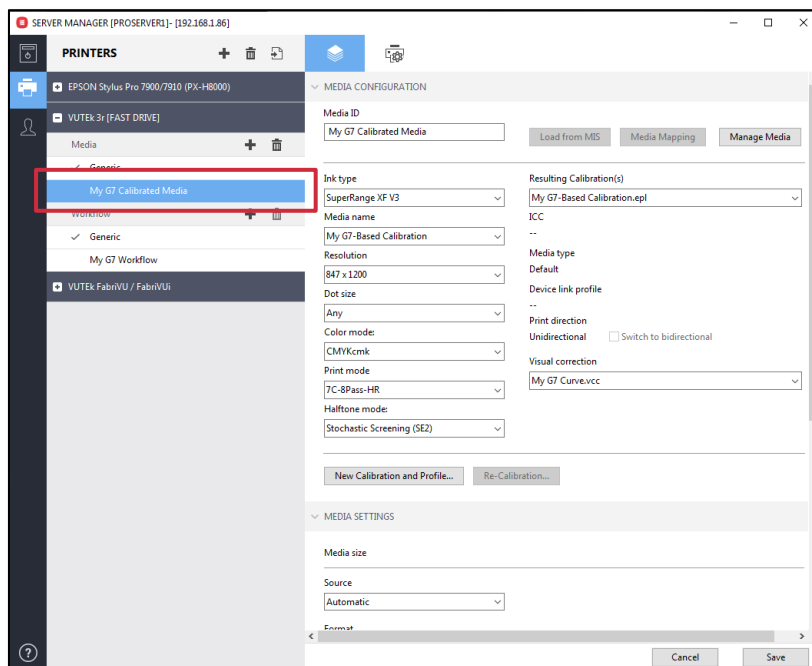 SERVER MANAGER [PROSERVER1]- [192.168.1.86]
PRINTERS
EPSON Stylus Pro 7900/7910 (PX-H8000)
VUTEk 3r [FAST DRIVE]
Media
Generic
My G7 Calibrated Media
Workflow
Generic
My G7 Workflow
VUTEk FabriVU / FabriVUi
MEDIA CONFIGURATION
Media ID
My G7 Calibrated Media
Load from MIS
Media Mapping
Manage Media
Ink type
SuperRange XF V3
Media name
My G7-Based Calibration
Resolution
847 x 1200
Dot size
Any
Color mode:
CMYKcmk
Print mode
7C-8Pass-HR
Halftone mode:
Stochastic Screening (SE2)
Resulting Calibration(s)
My G7-Based Calibration.epl
ICC
--
Media type
Default
Device link profile
--
Print direction
Unidirectional Switch to bidirectional
Visual correction
My G7 Curve.vcc
New Calibration and Profile...
Re-Calibration...
MEDIA SETTINGS
Media size
Source
Automatic
Format
?
Cancel
Save